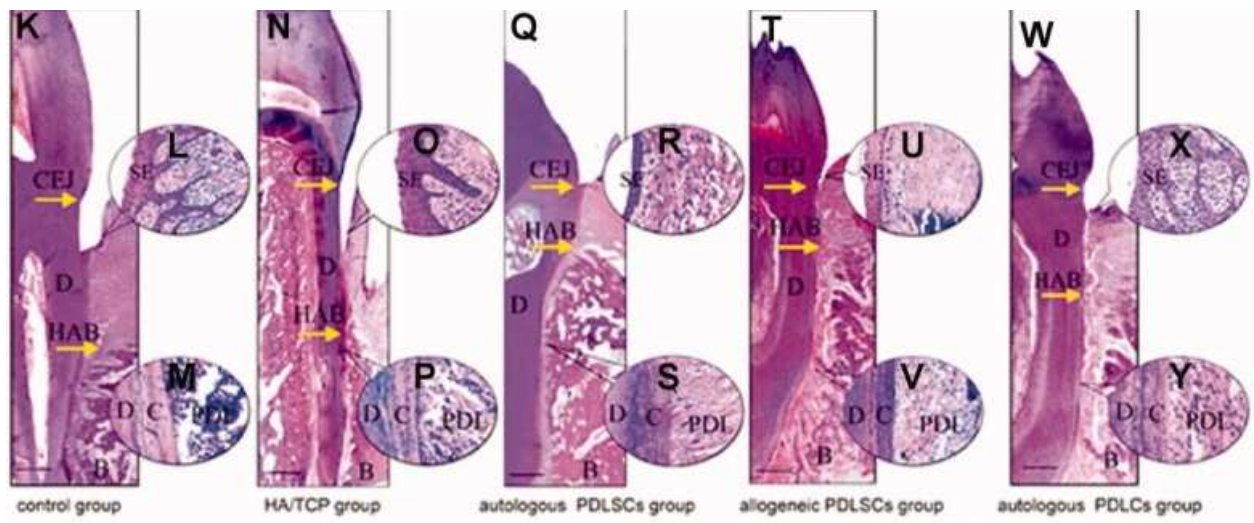 K
L
SE
CEJ
D
HAB
M
D C PDL
B
control group
N
O
SE
CEJ
D
HAB
P
D C PDL
B
HA/TCP group
Q
R
SE
CEJ
HAB
D
S
D C PDL
B
autologous PDLSCs group
T
U
SE
CEJ
HAB
D
V
D C PDL
B
allogeneic PDLSCs group
W
X
SE
CEJ
D
HAB
Y
D C PDL
B
autologous PDLCs group